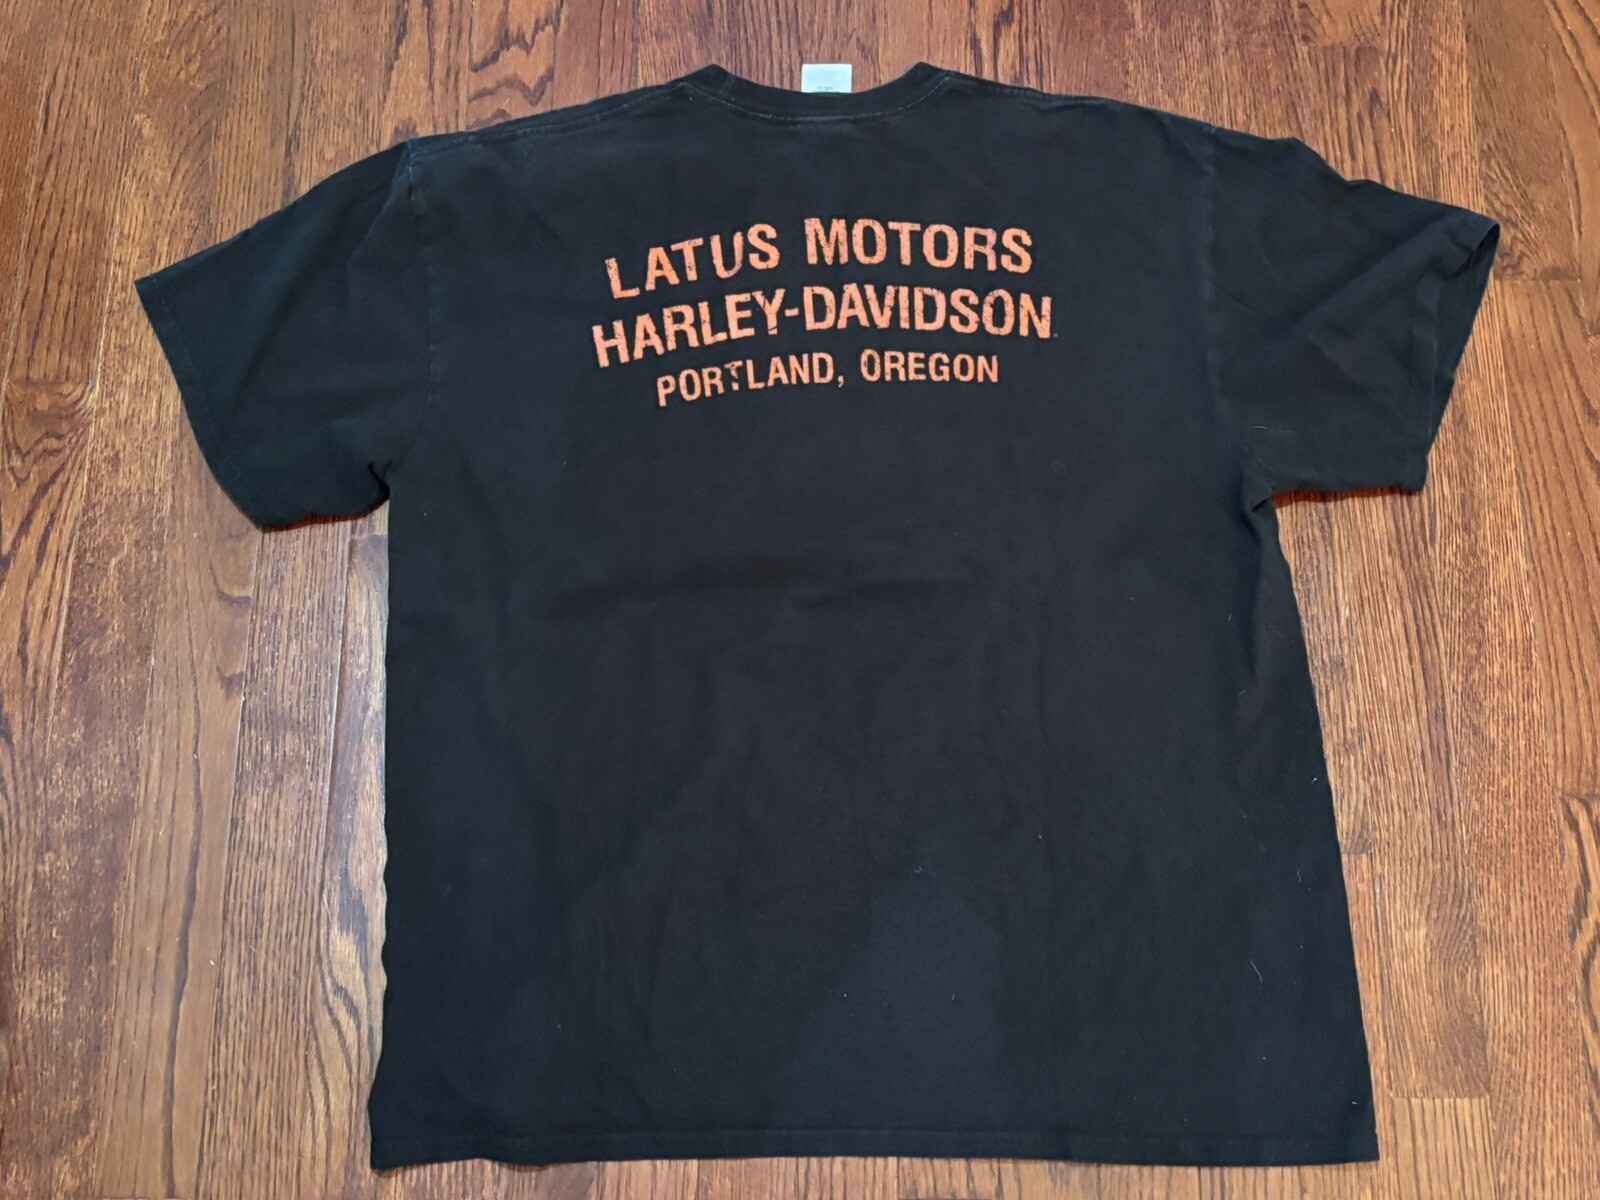 LATUS MOTORS
HARLEY-DAVIDSON
PORTLAND, OREGON